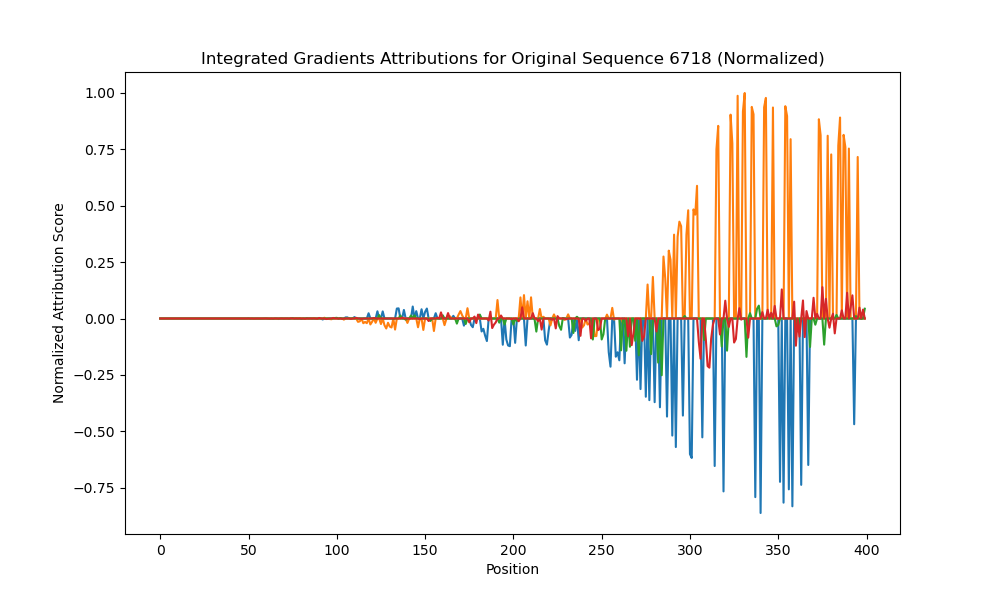 Integrated Gradients Attributions for Original Sequence 6718 (Normalized)
1.00
0.75
0.50
0.25
0.00
−0.25
−0.50
−0.75
Normalized Attribution Score
0 50 100 150 200 250 300 350 400
Position